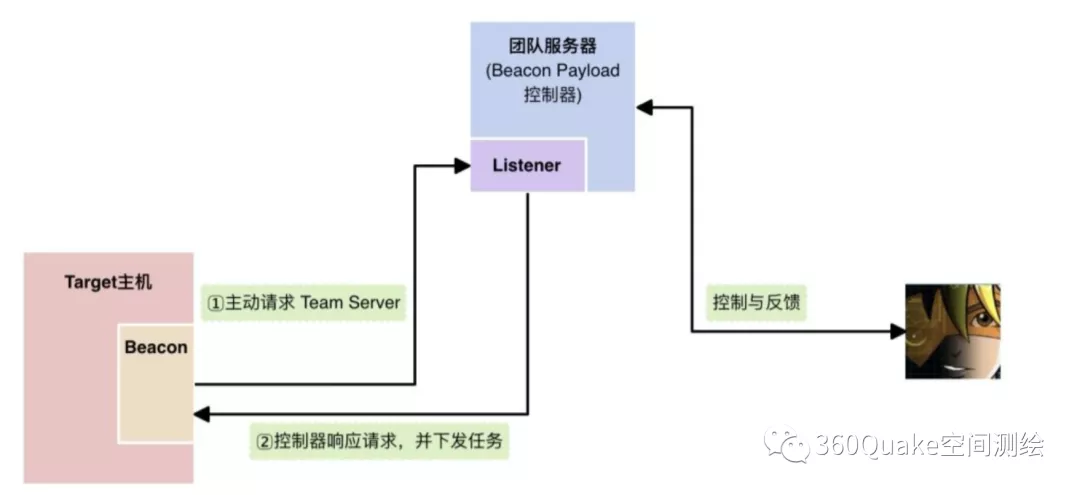 团队服务器
(Beacon Payload
控制器)
Listener
Target主机
Beacon
①主动请求 Team Server
控制与反馈
②控制器响应请求，并下发任务
360Quake空间测绘